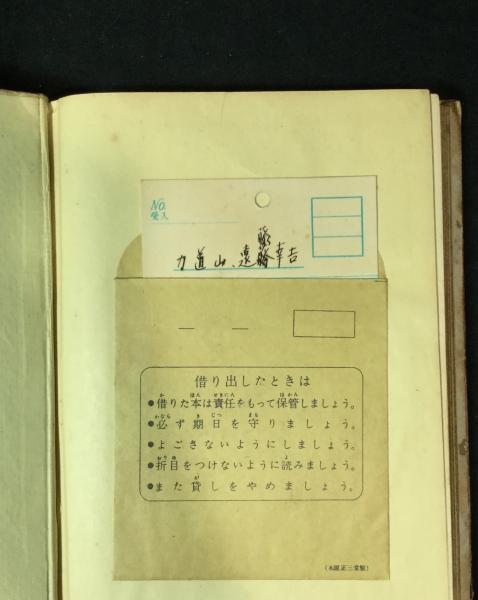 No.
受入
力道山、遠藤幸吉
借り出したときは
●借りた本は責任をもって保管しましょう。
●必ず期日を守りましょう。
●よごさないようにしましょう。
●折目をつけないように読みましょう。
●また貸しをやめましょう。